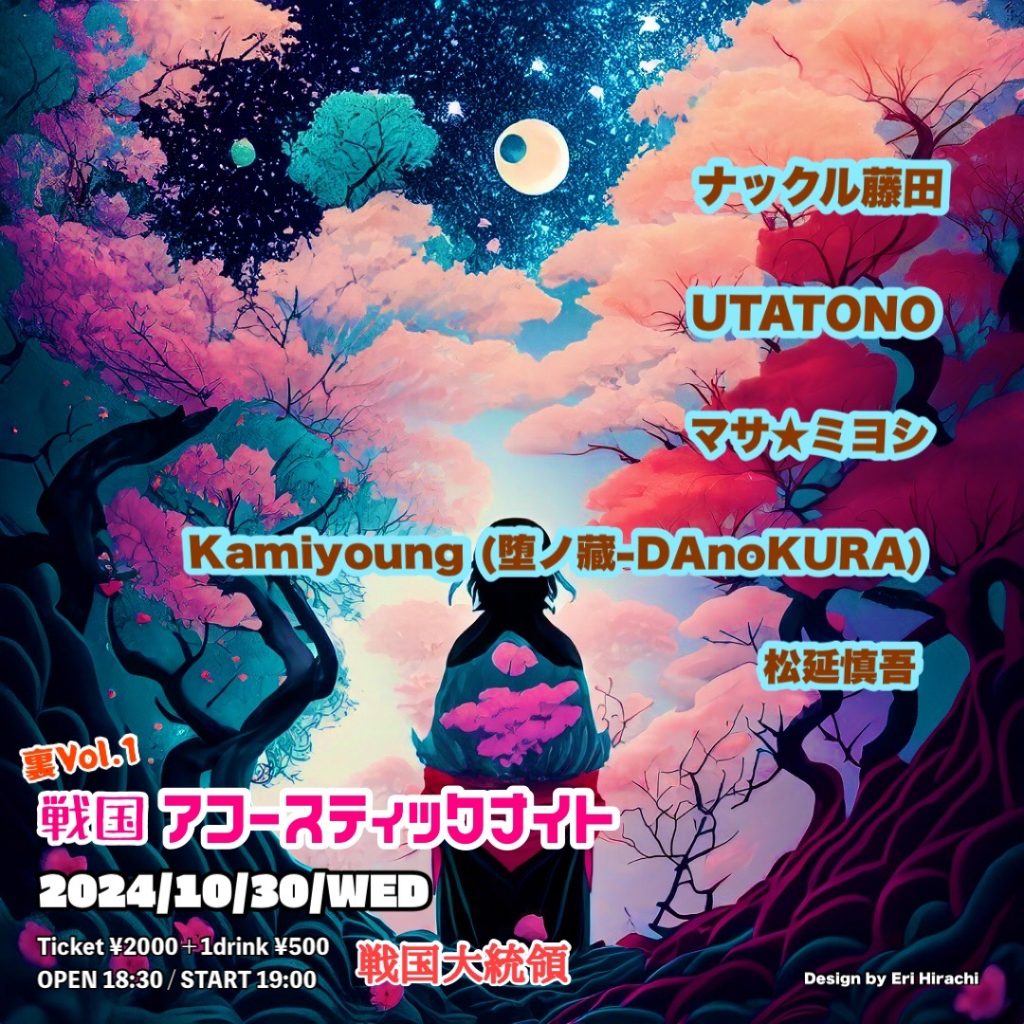 ナックル藤田
UTATONO
マサ★ミヨシ
Kamiyoung (堕ノ藏-DAnoKURA)
松延慎吾
裏Vol.1
戦国 アコースティックナイト
2024/10/30/WED
Ticket ¥2000+1drink ¥500
OPEN 18:30 / START 19:00
戦国大統領
Design by Eri Hirachi